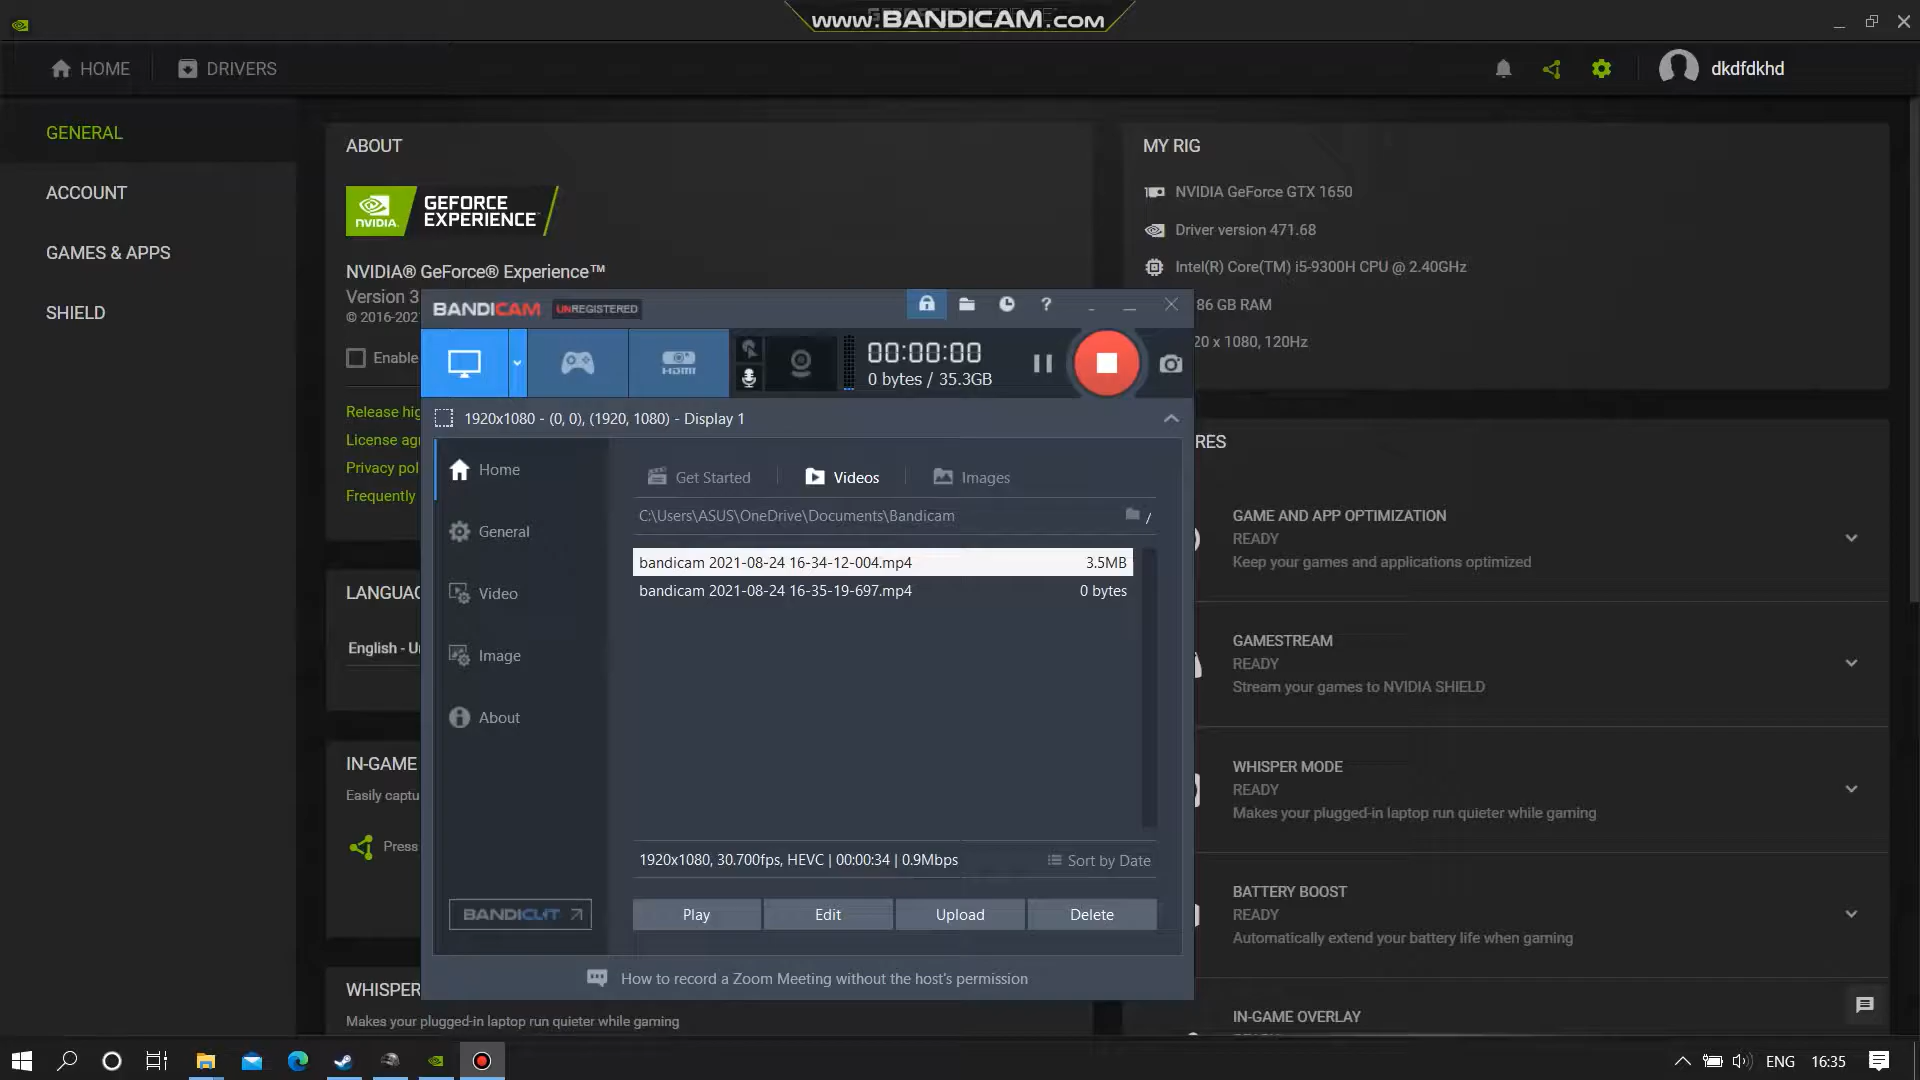 www.BANDICAM.com
HOME
DRIVERS
dkdfdkhd
GENERAL
ACCOUNT
GAMES & APPS
SHIELD
ABOUT
NVIDIA
GEFORCE
EXPERIENCE
NVIDIA® GeForce® Experience™
Version 3
© 2016-202
Enable
Release hig
License agr
Privacy pol
Frequently
LANGUAG
IN-GAME
Easily captu
Press
WHISPER
Makes your plugged-in laptop run quieter while gaming
BANDICAM UNREGISTERED
?
HDMI
00:00:00
0 bytes / 35.3GB
1920x1080 - (0, 0), (1920, 1080) - Display 1
Home
General
Video
Image
About
BANDICUT
Get Started
Videos
Images
C:\Users\ASUS\OneDrive\Documents\Bandicam
/
bandicam 2021-08-24 16-34-12-004.mp4 3.5MB
bandicam 2021-08-24 16-35-19-697.mp4 0 bytes
1920x1080, 30.700fps, HEVC | 00:00:34 | 0.9Mbps
Sort by Date
Play
Edit
Upload
Delete
How to record a Zoom Meeting without the host's permission
MY RIG
NVIDIA GeForce GTX 1650
Driver version 471.68
Intel(R) Core(TM) i5-9300H CPU @ 2.40GHz
86 GB RAM
20 x 1080, 120Hz
RES
GAME AND APP OPTIMIZATION
READY
Keep your games and applications optimized
GAMESTREAM
READY
Stream your games to NVIDIA SHIELD
WHISPER MODE
READY
Makes your plugged-in laptop run quieter while gaming
BATTERY BOOST
READY
Automatically extend your battery life when gaming
IN-GAME OVERLAY
ENG
16:35